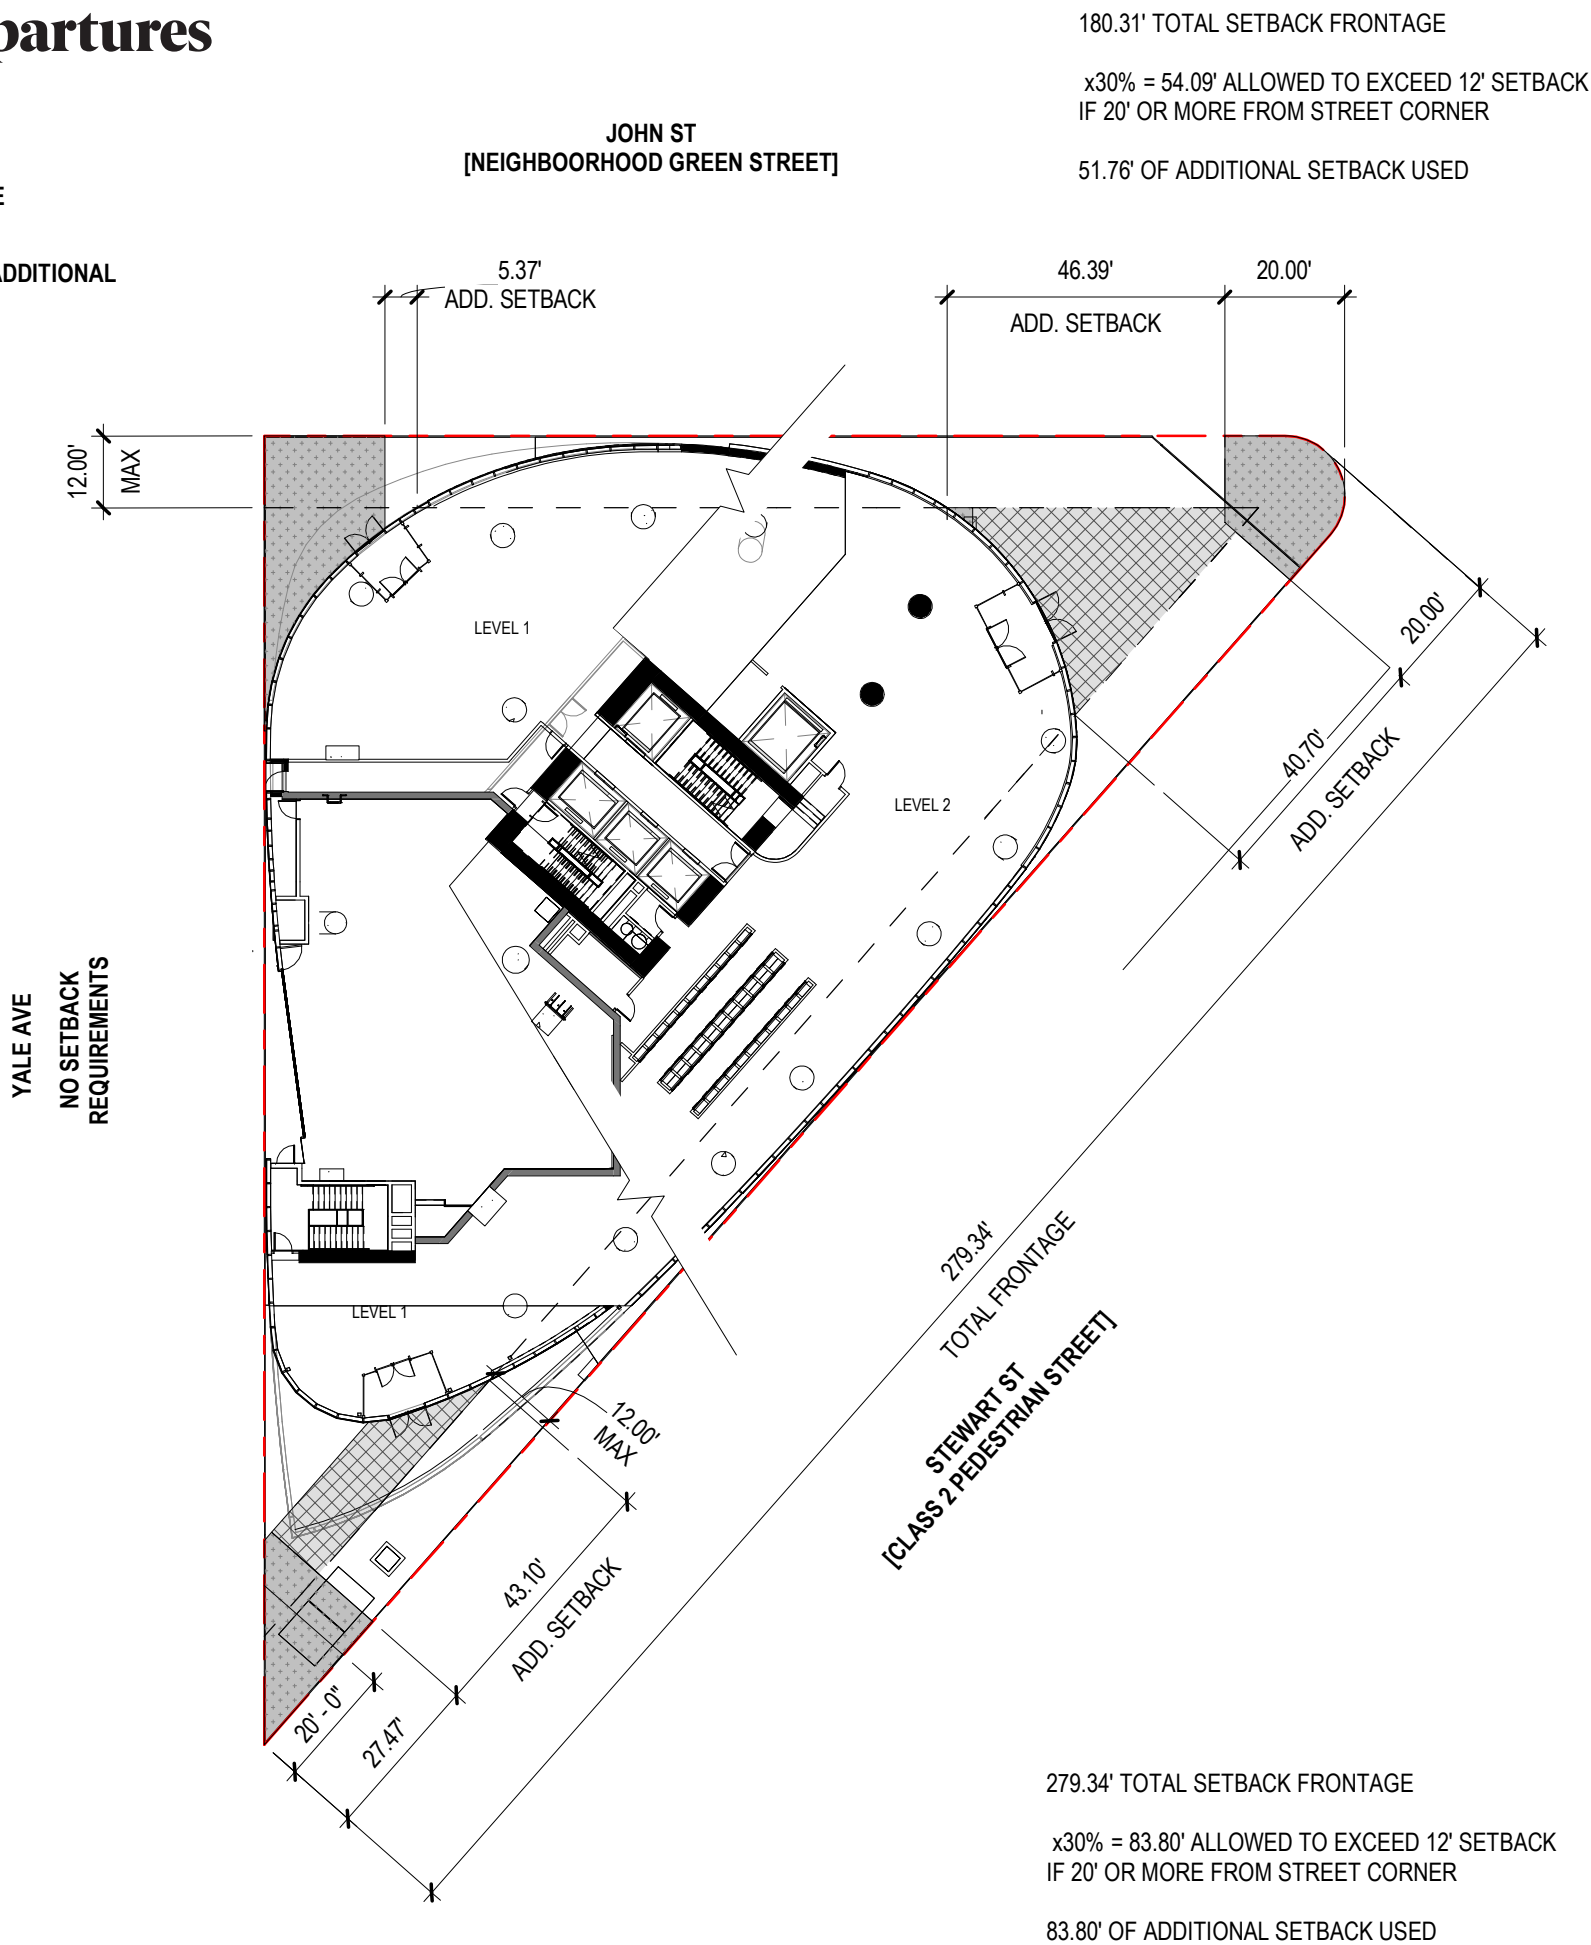 partures
180.31' TOTAL SETBACK FRONTAGE
x30% = 54.09' ALLOWED TO EXCEED 12' SETBACK
IF 20' OR MORE FROM STREET CORNER
51.76' OF ADDITIONAL SETBACK USED
JOHN ST
[NEIGHBOORHOOD GREEN STREET]
E
ADDITIONAL
5.37'
ADD. SETBACK
46.39'
ADD. SETBACK
20.00'
12.00'
MAX
LEVEL 1
LEVEL 2
20.00'
40.70'
ADD. SETBACK
YALE AVE
NO SETBACK
REQUIREMENTS
279.34'
TOTAL FRONTAGE
STEWART ST
[CLASS 2 PEDESTRIAN STREET]
LEVEL 1
12.00'
MAX
43.10'
ADD. SETBACK
20' - 0"
27.47'
279.34' TOTAL SETBACK FRONTAGE
x30% = 83.80' ALLOWED TO EXCEED 12' SETBACK
IF 20' OR MORE FROM STREET CORNER
83.80' OF ADDITIONAL SETBACK USED